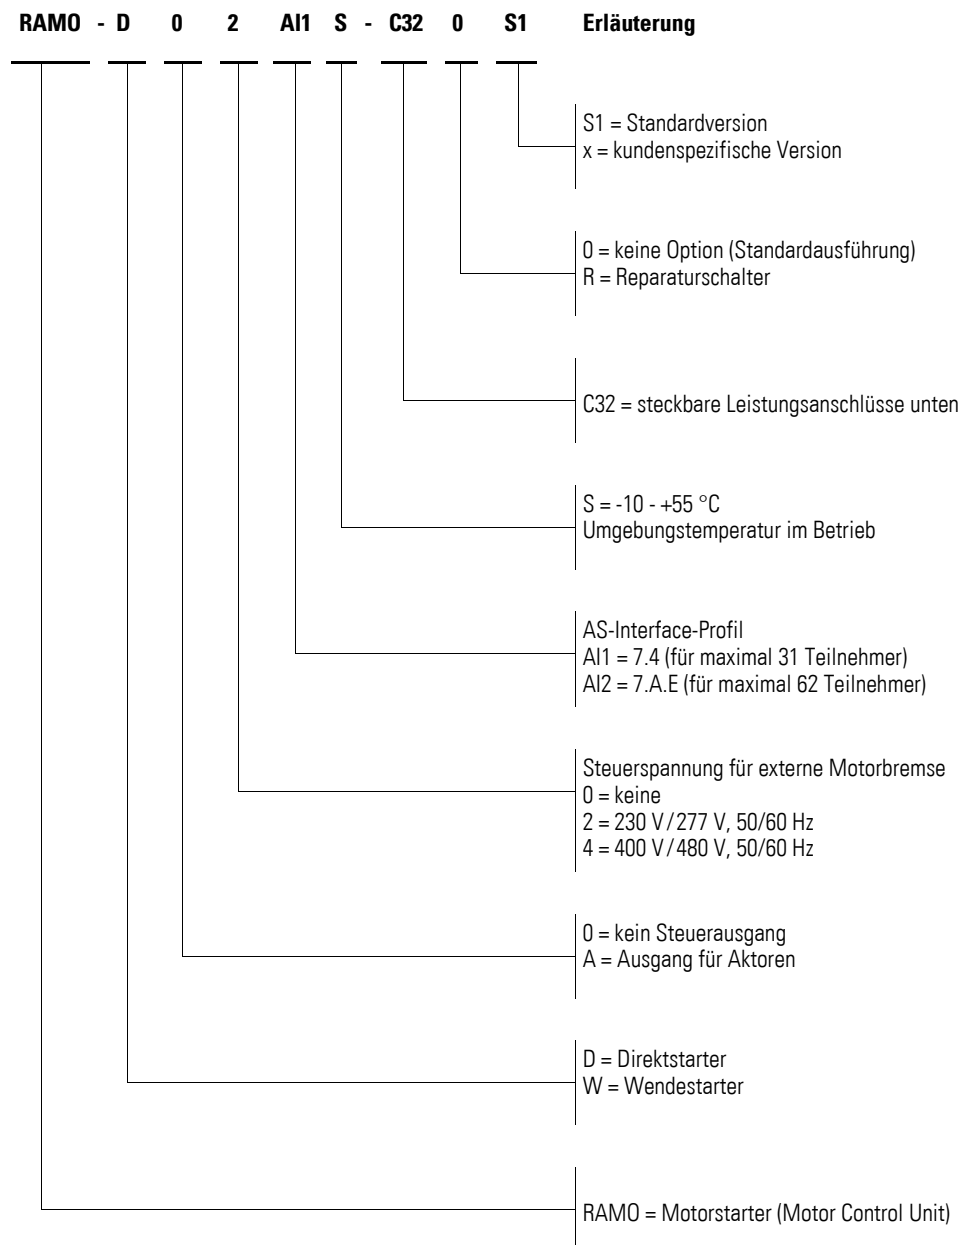 RAMO - D 0 2 AI1 S - C32 0 S1 Erläuterung
S1 = Standardversion
x = kundenspezifische Version
0 = keine Option (Standardausführung)
R = Reparaturschalter
C32 = steckbare Leistungsanschlüsse unten
S = -10 - +55 °C
Umgebungstemperatur im Betrieb
AS-Interface-Profil
AI1 = 7.4 (für maximal 31 Teilnehmer)
AI2 = 7.A.E (für maximal 62 Teilnehmer)
Steuerspannung für externe Motorbremse
0 = keine
2 = 230 V/277 V, 50/60 Hz
4 = 400 V/480 V, 50/60 Hz
0 = kein Steuerausgang
A = Ausgang für Aktoren
D = Direktstarter
W = Wendestarter
RAMO = Motorstarter (Motor Control Unit)